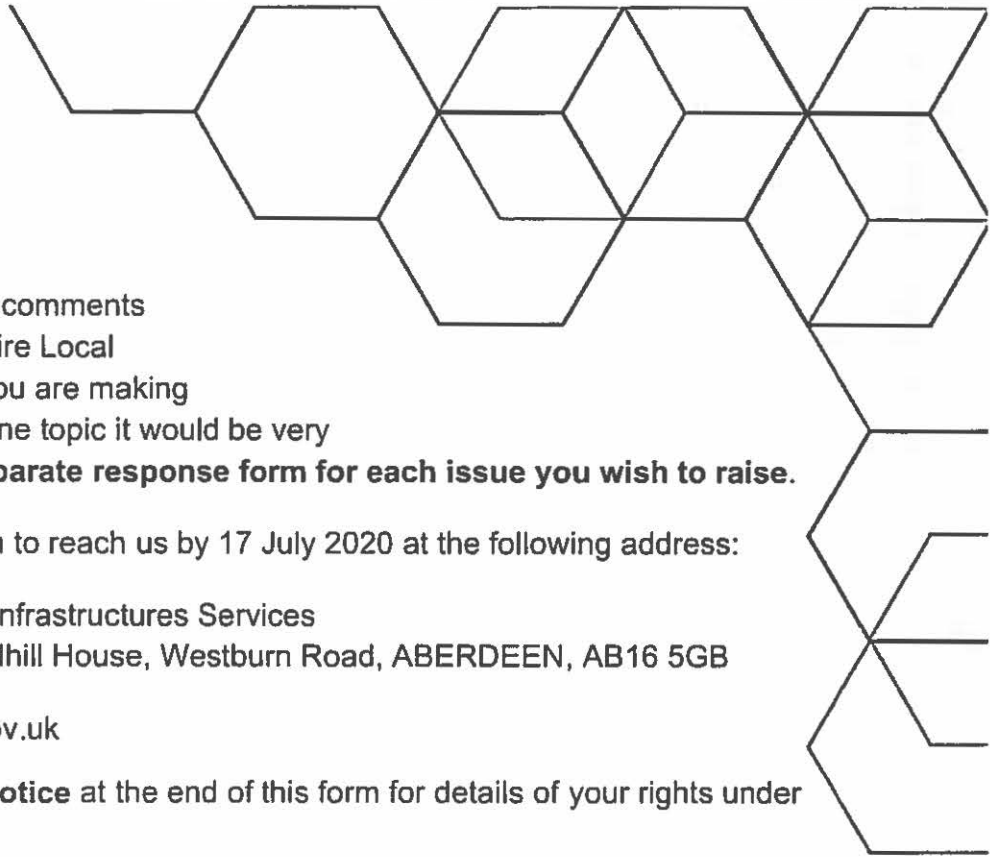 comments
ire Local
ou are making
ne topic it would be very
parate response form for each issue you wish to raise.
to reach us by 17 July 2020 at the following address:
nfrastructures Services
lhill House, Westburn Road, ABERDEEN, AB16 5GB
ov.uk
otice at the end of this form for details of your rights under